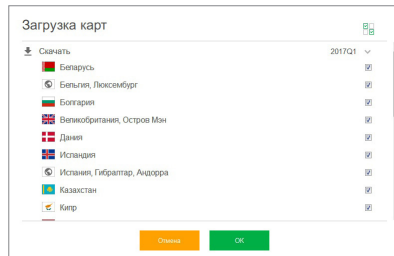 Загрузка карт
Скачать 2017Q1
Беларусь
Бельгия, Люксембург
Болгария
Великобритания, Остров Мэн
Дания
Исландия
Испания, Гибралтар, Андорра
Казахстан
Кипр
Отмена OK